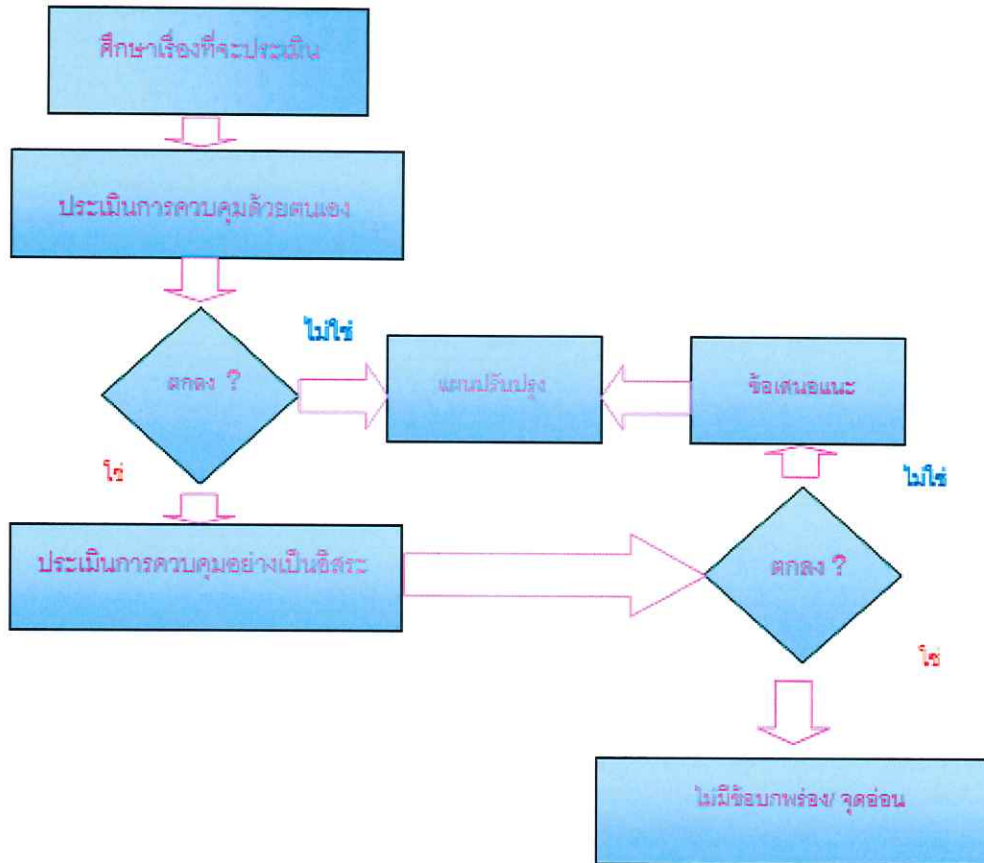 ศึกษาเรื่องที่จะประเมิน
ประเมินการควบคุมด้วยตนเอง
ตกลง ?
ไม่ใช่
แผนปรับปรุง
ข้อเสนอแนะ
ใช่
ไม่ใช่
ประเมินการควบคุมอย่างเป็นอิสระ
ตกลง ?
ใช่
ไม่มีข้อบกพร่อง/ จุดอ่อน